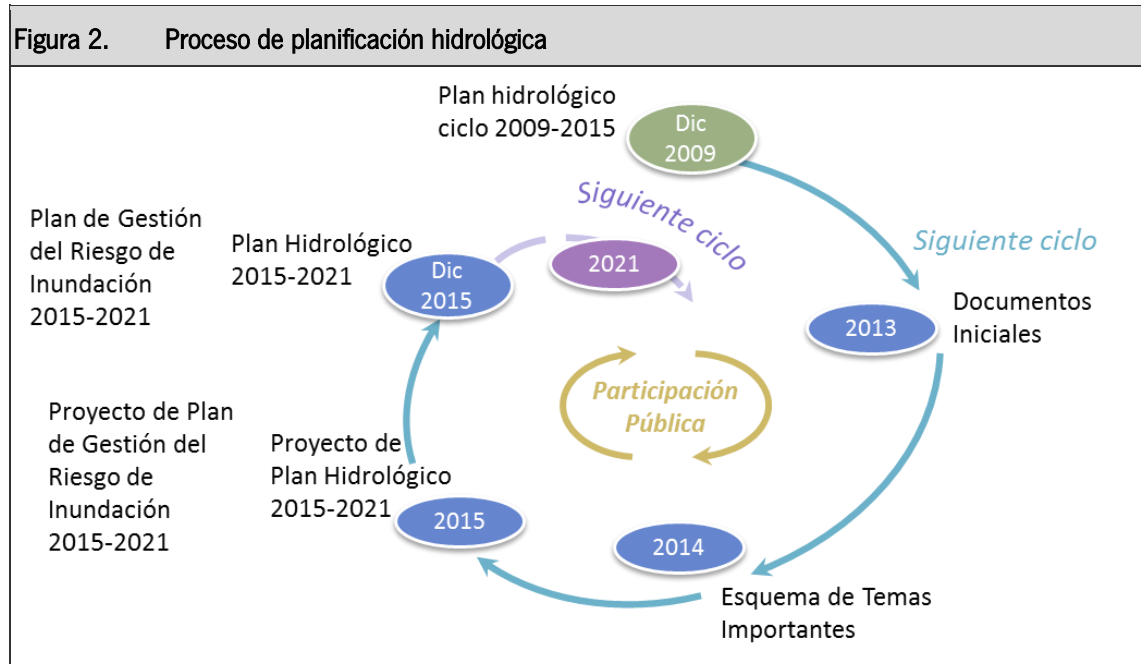 Figura 2. Proceso de planificación hidrológica
Plan hidrológico
ciclo 2009-2015
Dic
2009
Siguiente ciclo
Siguiente ciclo
2013
Documentos
Iniciales
2014
Esquema de Temas
Importantes
2015
Proyecto de
Plan Hidrológico
2015-2021
Proyecto de Plan
de Gestión del
Riesgo de
Inundación
2015-2021
Dic
2015
Plan Hidrológico
2015-2021
Plan de Gestión
del Riesgo de
Inundación
2015-2021
2021
Participación
Pública